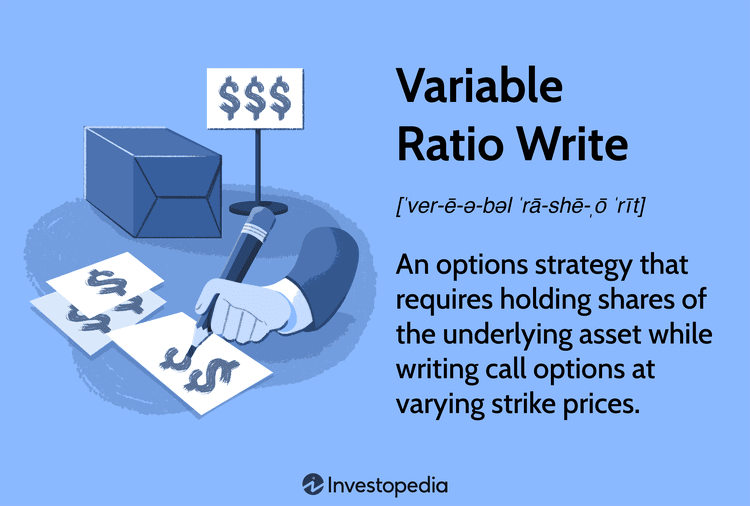 $$$
Variable
Ratio Write
[ˈver-ē-ə-bəl ˈrā-shē-ˌō ˈrīt]
An options strategy that
requires holding shares of
the underlying asset while
writing call options at
varying strike prices.
$
$
$
$
Investopedia